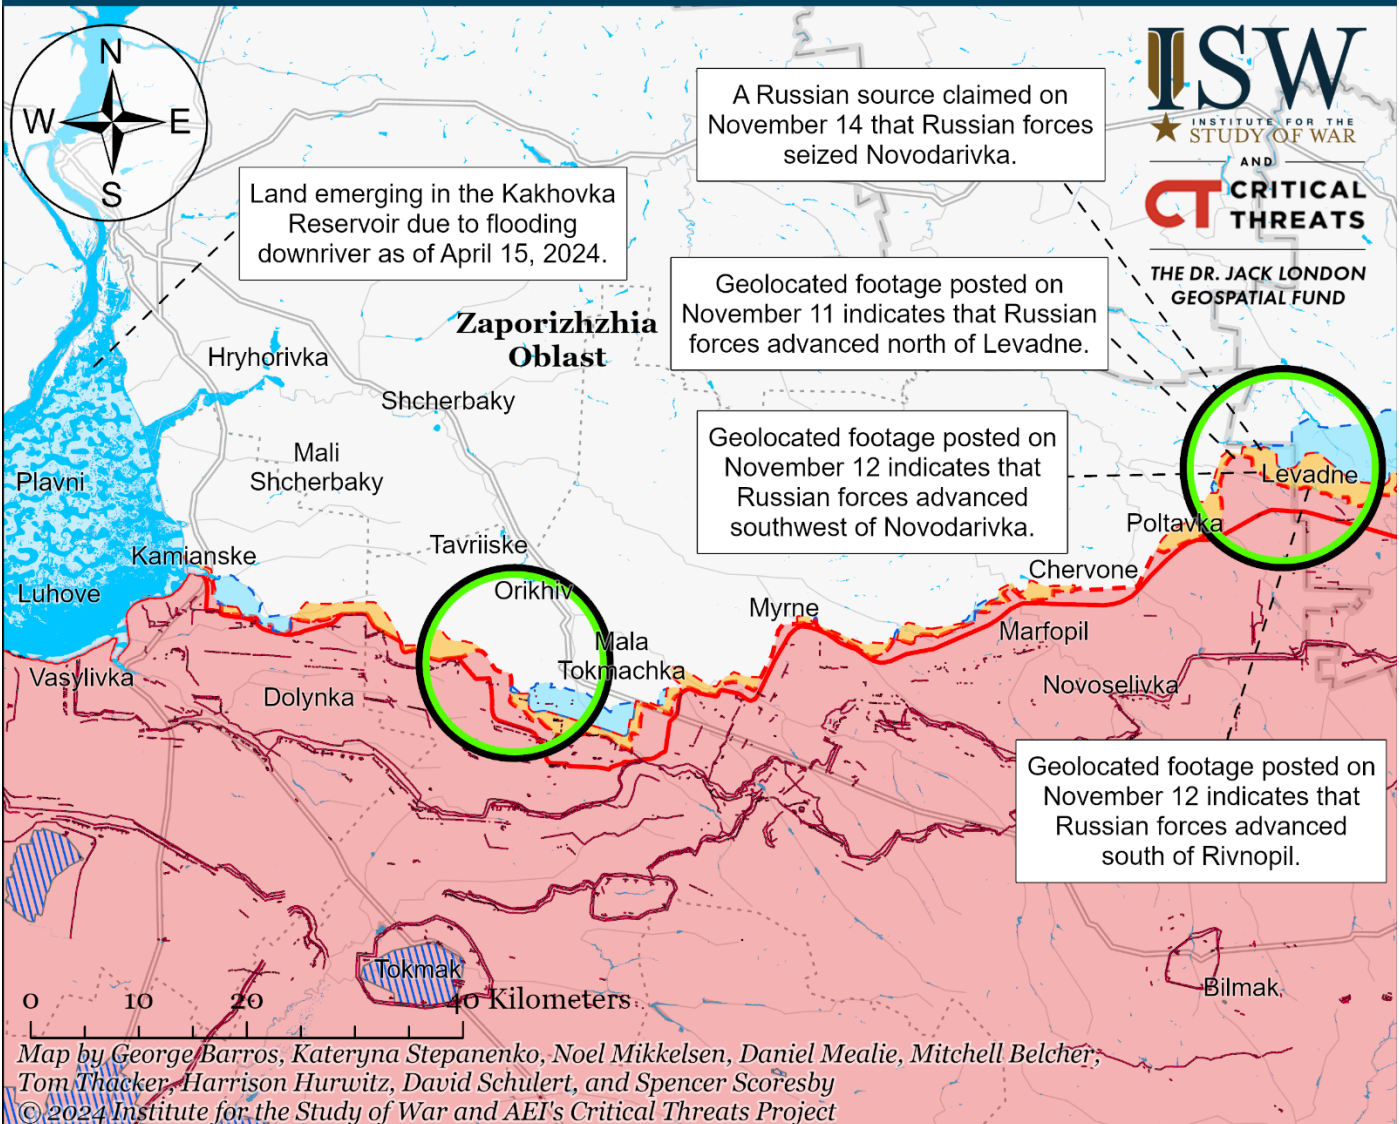 N
W
E
S
ISW
INSTITUTE FOR THE
STUDY OF WAR
AND
CT CRITICAL
THREATS
THE DR. JACK LONDON
GEOSPATIAL FUND
A Russian source claimed on
November 14 that Russian forces
seized Novodarivka.
Land emerging in the Kakhovka
Reservoir due to flooding
downriver as of April 15, 2024.
Geolocated footage posted on
November 11 indicates that Russian
forces advanced north of Levadne.
Zaporizhzhia
Oblast
Hryhorivka
Shcherbaky
Geolocated footage posted on
November 12 indicates that
Russian forces advanced
southwest of Novodarivka.
Mali
Shcherbaky
Plavni
Levadne
Poltavka
Tavriiske
Kamianske
Chervone
Luhove
Orikhiv
Myrne
Marfopil
Mala
Tokmachka
Vasylivka
Dolynka
Novoselivka
Geolocated footage posted on
November 12 indicates that
Russian forces advanced
south of Rivnopil.
Tokmak
Bilmak
0 10 20 40 Kilometers
Map by George Barros, Kateryna Stepanenko, Noel Mikkelsen, Daniel Mealie, Mitchell Belcher,
Tom Thacker, Harrison Hurwitz, David Schulert, and Spencer Scoresby
© 2024 Institute for the Study of War and AEI's Critical Threats Project